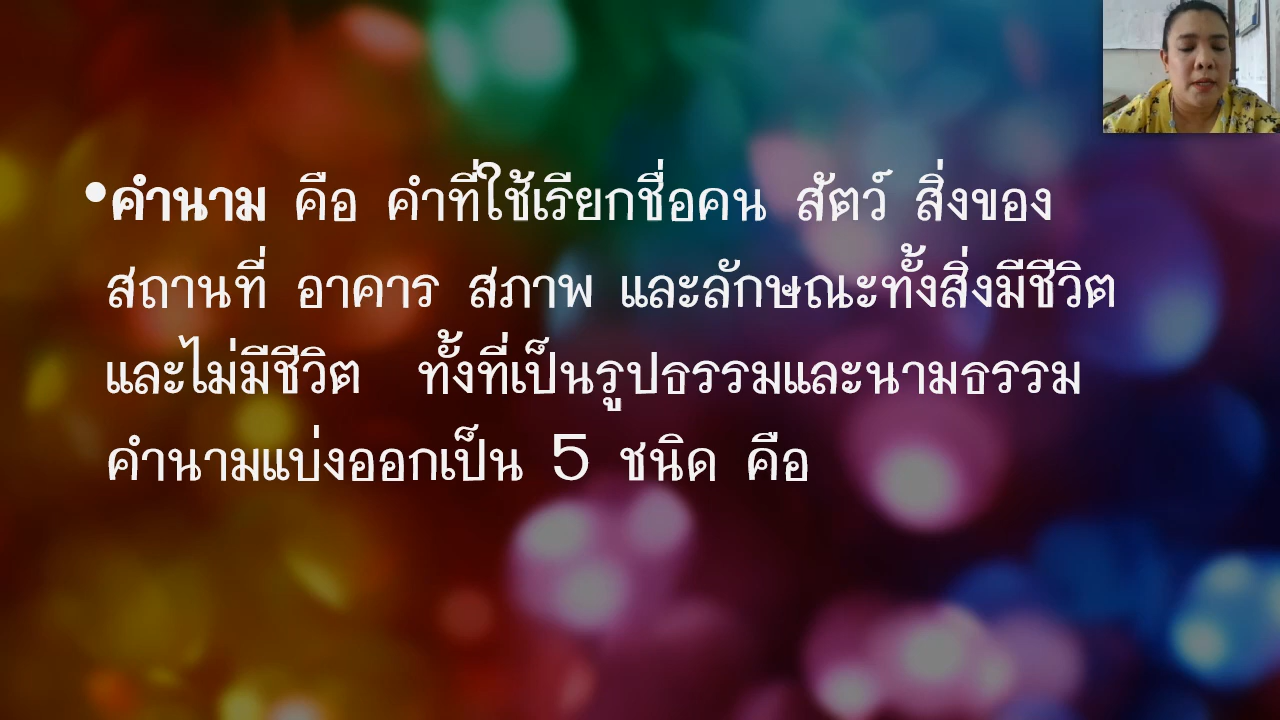 •คำนาม คือ คำที่ใช้เรียกชื่อคน สัตว์ สิ่งของ
สถานที่ อาคาร สภาพ และลักษณะทั้งสิ่งมีชีวิต
และไม่มีชีวิต ทั้งที่เป็นรูปธรรมและนามธรรม
คำนามแบ่งออกเป็น 5 ชนิด คือ